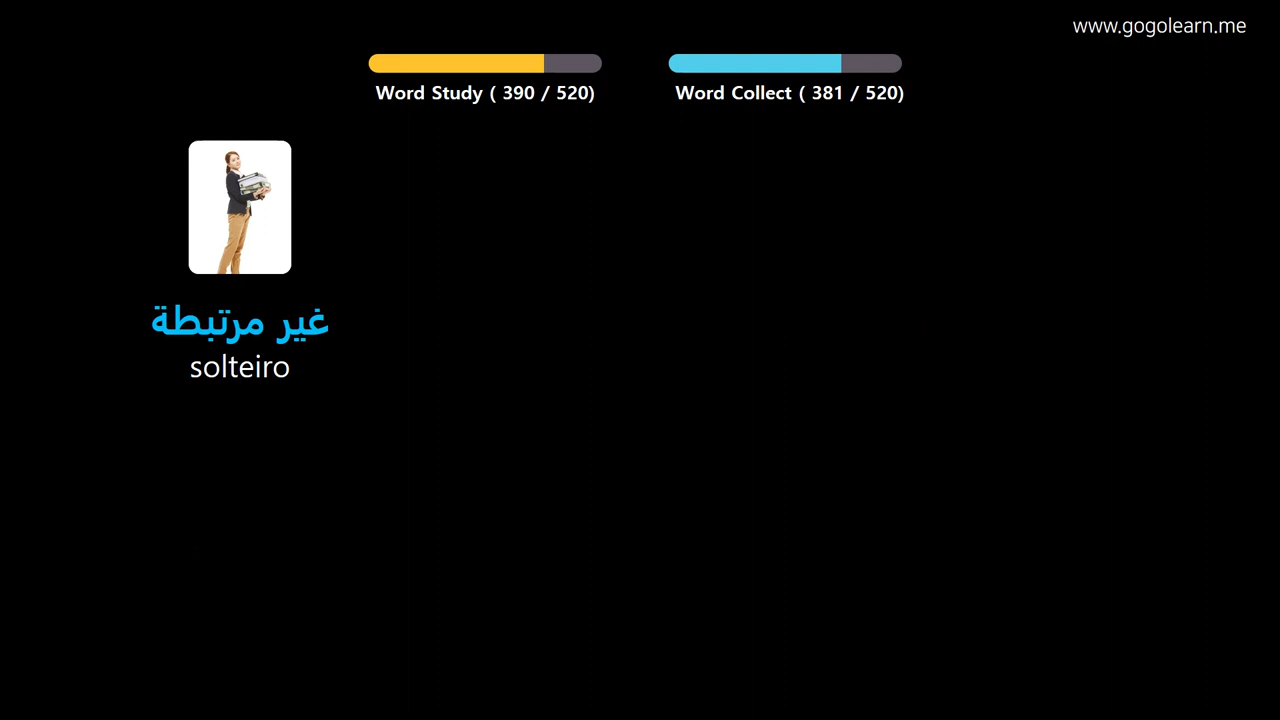 www.gogolearn.me
Word Study ( 390 / 520)
Word Collect ( 381 / 520)
غير مرتبطة
solteiro